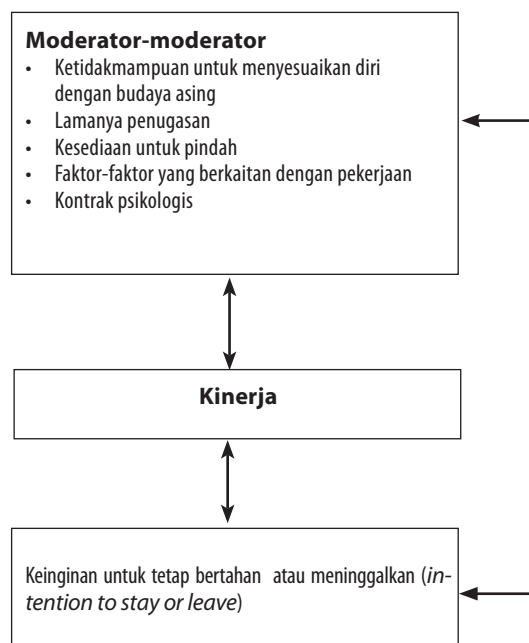 Moderator-moderator
• Ketidakmampuan untuk menyesuaikan diri
dengan budaya asing
• Lamanya penugasan
• Kesediaan untuk pindah
• Faktor-faktor yang berkaitan dengan pekerjaan
• Kontrak psikologis
Kinerja
Keinginan untuk tetap bertahan atau meninggalkan (in-
tention to stay or leave)